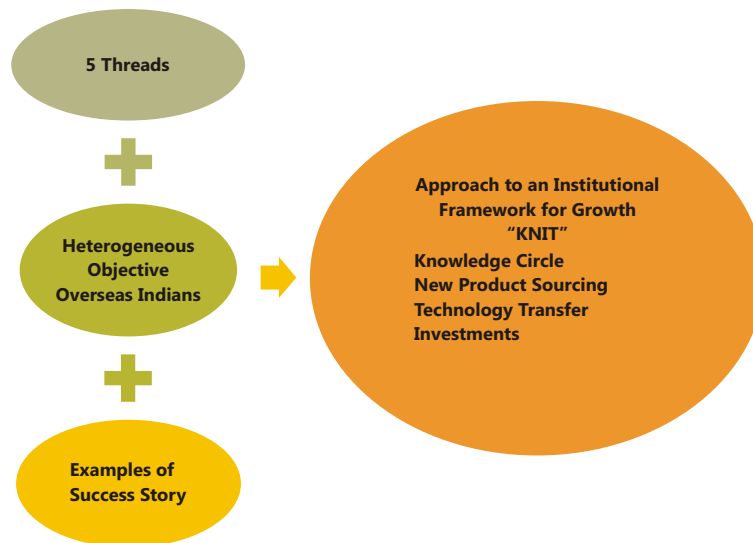 5 Threads
Heterogeneous
Objective
Overseas Indians
Examples of
Success Story
Approach to an Institutional
Framework for Growth
“KNIT”
Knowledge Circle
New Product Sourcing
Technology Transfer
Investments